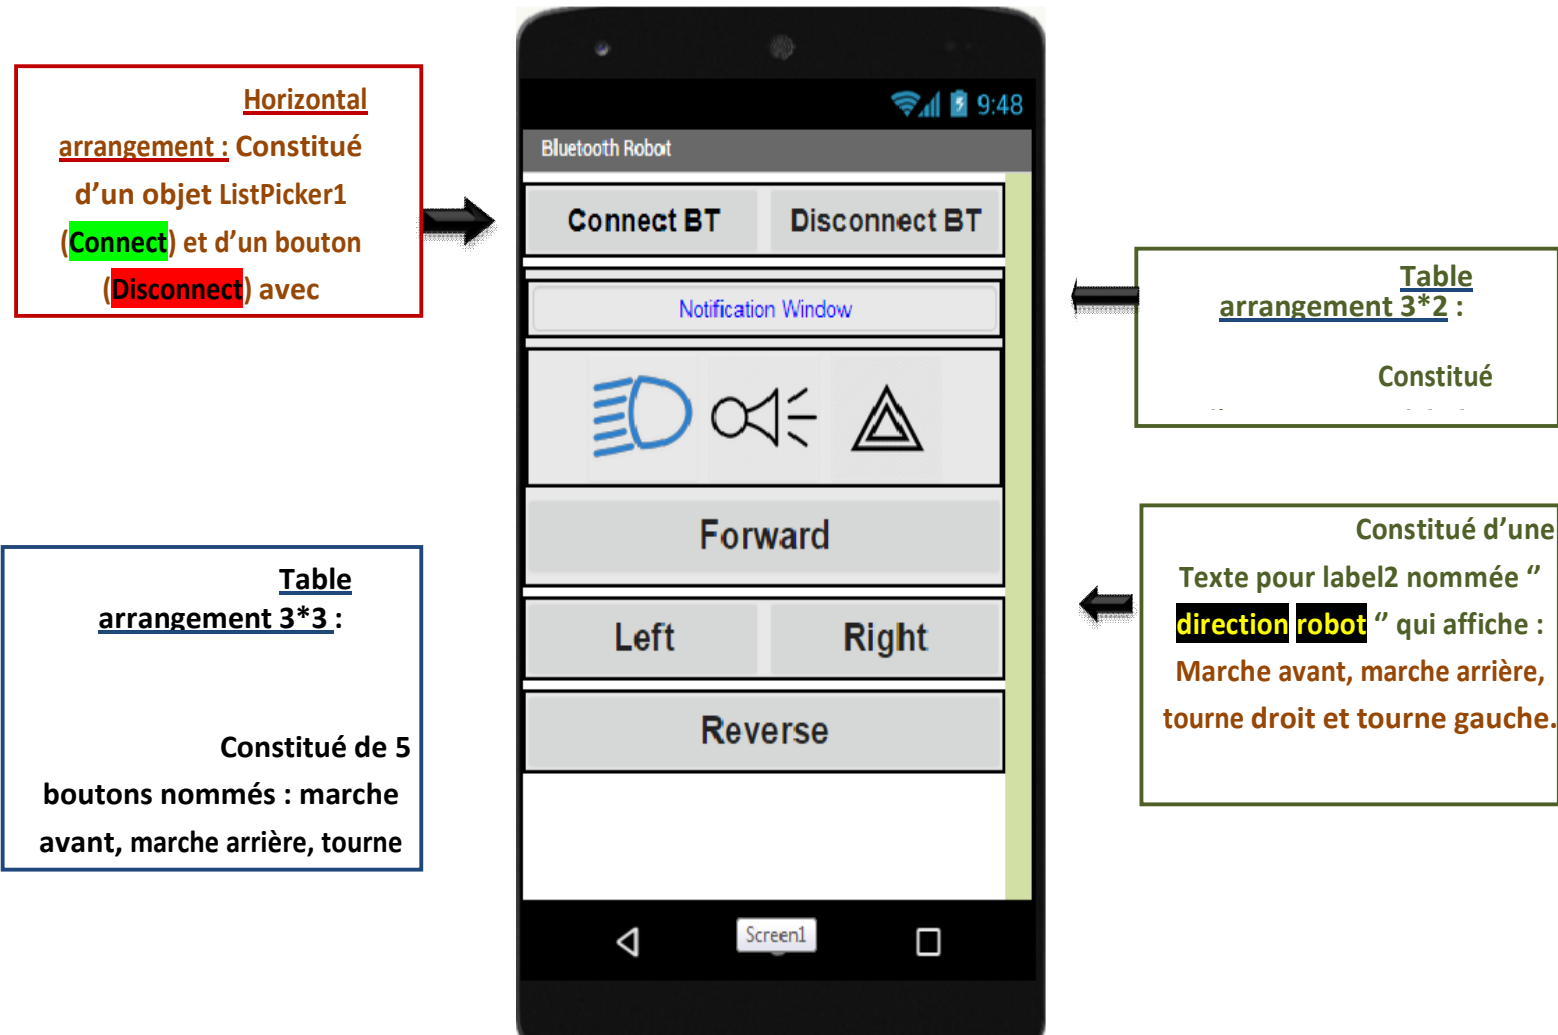 Horizontal
arrangement : Constitué
d’un objet ListPicker1
(Connect) et d’un bouton
(Disconnect) avec
Table
arrangement 3*3 :
Constitué de 5
boutons nommés : marche
avant, marche arrière, tourne
9:48
Bluetooth Robot
Connect BT
Disconnect BT
Notification Window
Forward
Left
Right
Reverse
Screen1
Table
arrangement 3*2 :
Constitué
Constitué d’une
Texte pour label2 nommée ‘’
direction robot ‘’ qui affiche :
Marche avant, marche arrière,
tourne droit et tourne gauche.